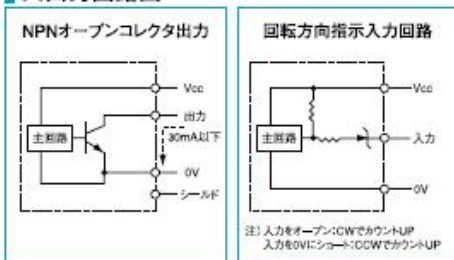 NPNオープンコレクタ出力
Vcc
出力
主回路
30mA以下
0V
シールド
回転方向指示入力回路
Vcc
主回路
入力
0V
注) 入力をオープン:CWでカウントUP
入力を0Vにショート:CCWでカウントUP